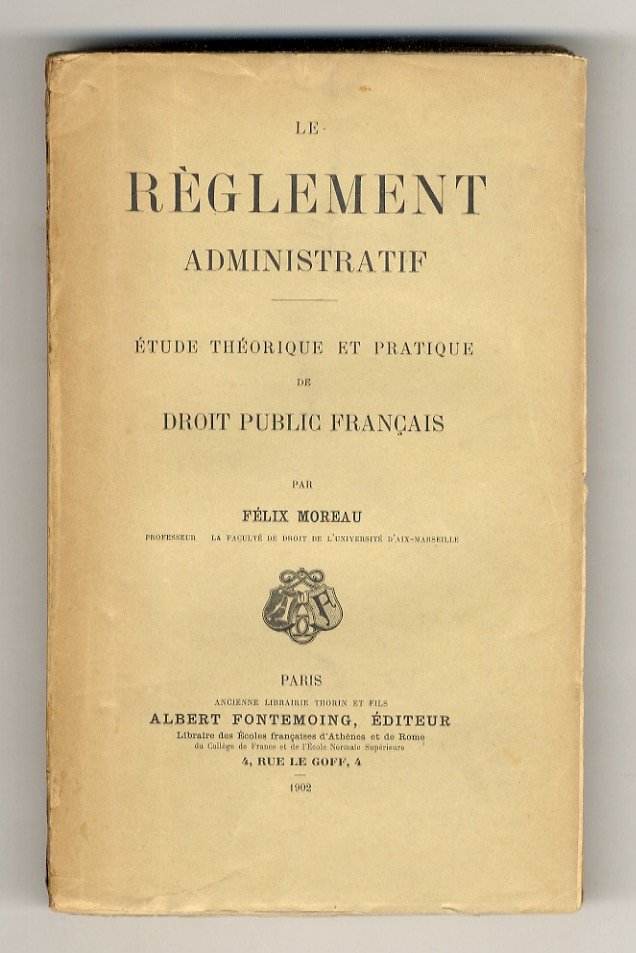 LE
RÈGLEMENT
ADMINISTRATIF
ÉTUDE THÉORIQUE ET PRATIQUE
DE
DROIT PUBLIC FRANÇAIS
PAR
FÉLIX MOREAU
PROFESSEUR LA FACULTÉ DE DROIT DE L'UNIVERSITÉ D'AIX-MARSEILLE
A F
PARIS
ANCIENNE LIBRAIRIE THORIN ET FILS
ALBERT FONTEMOING, ÉDITEUR
Libraire des Écoles françaises d'Athènes et de Rome
du Collège de France et de l'École Normale Supérieure
4, RUE LE GOFF, 4
1902